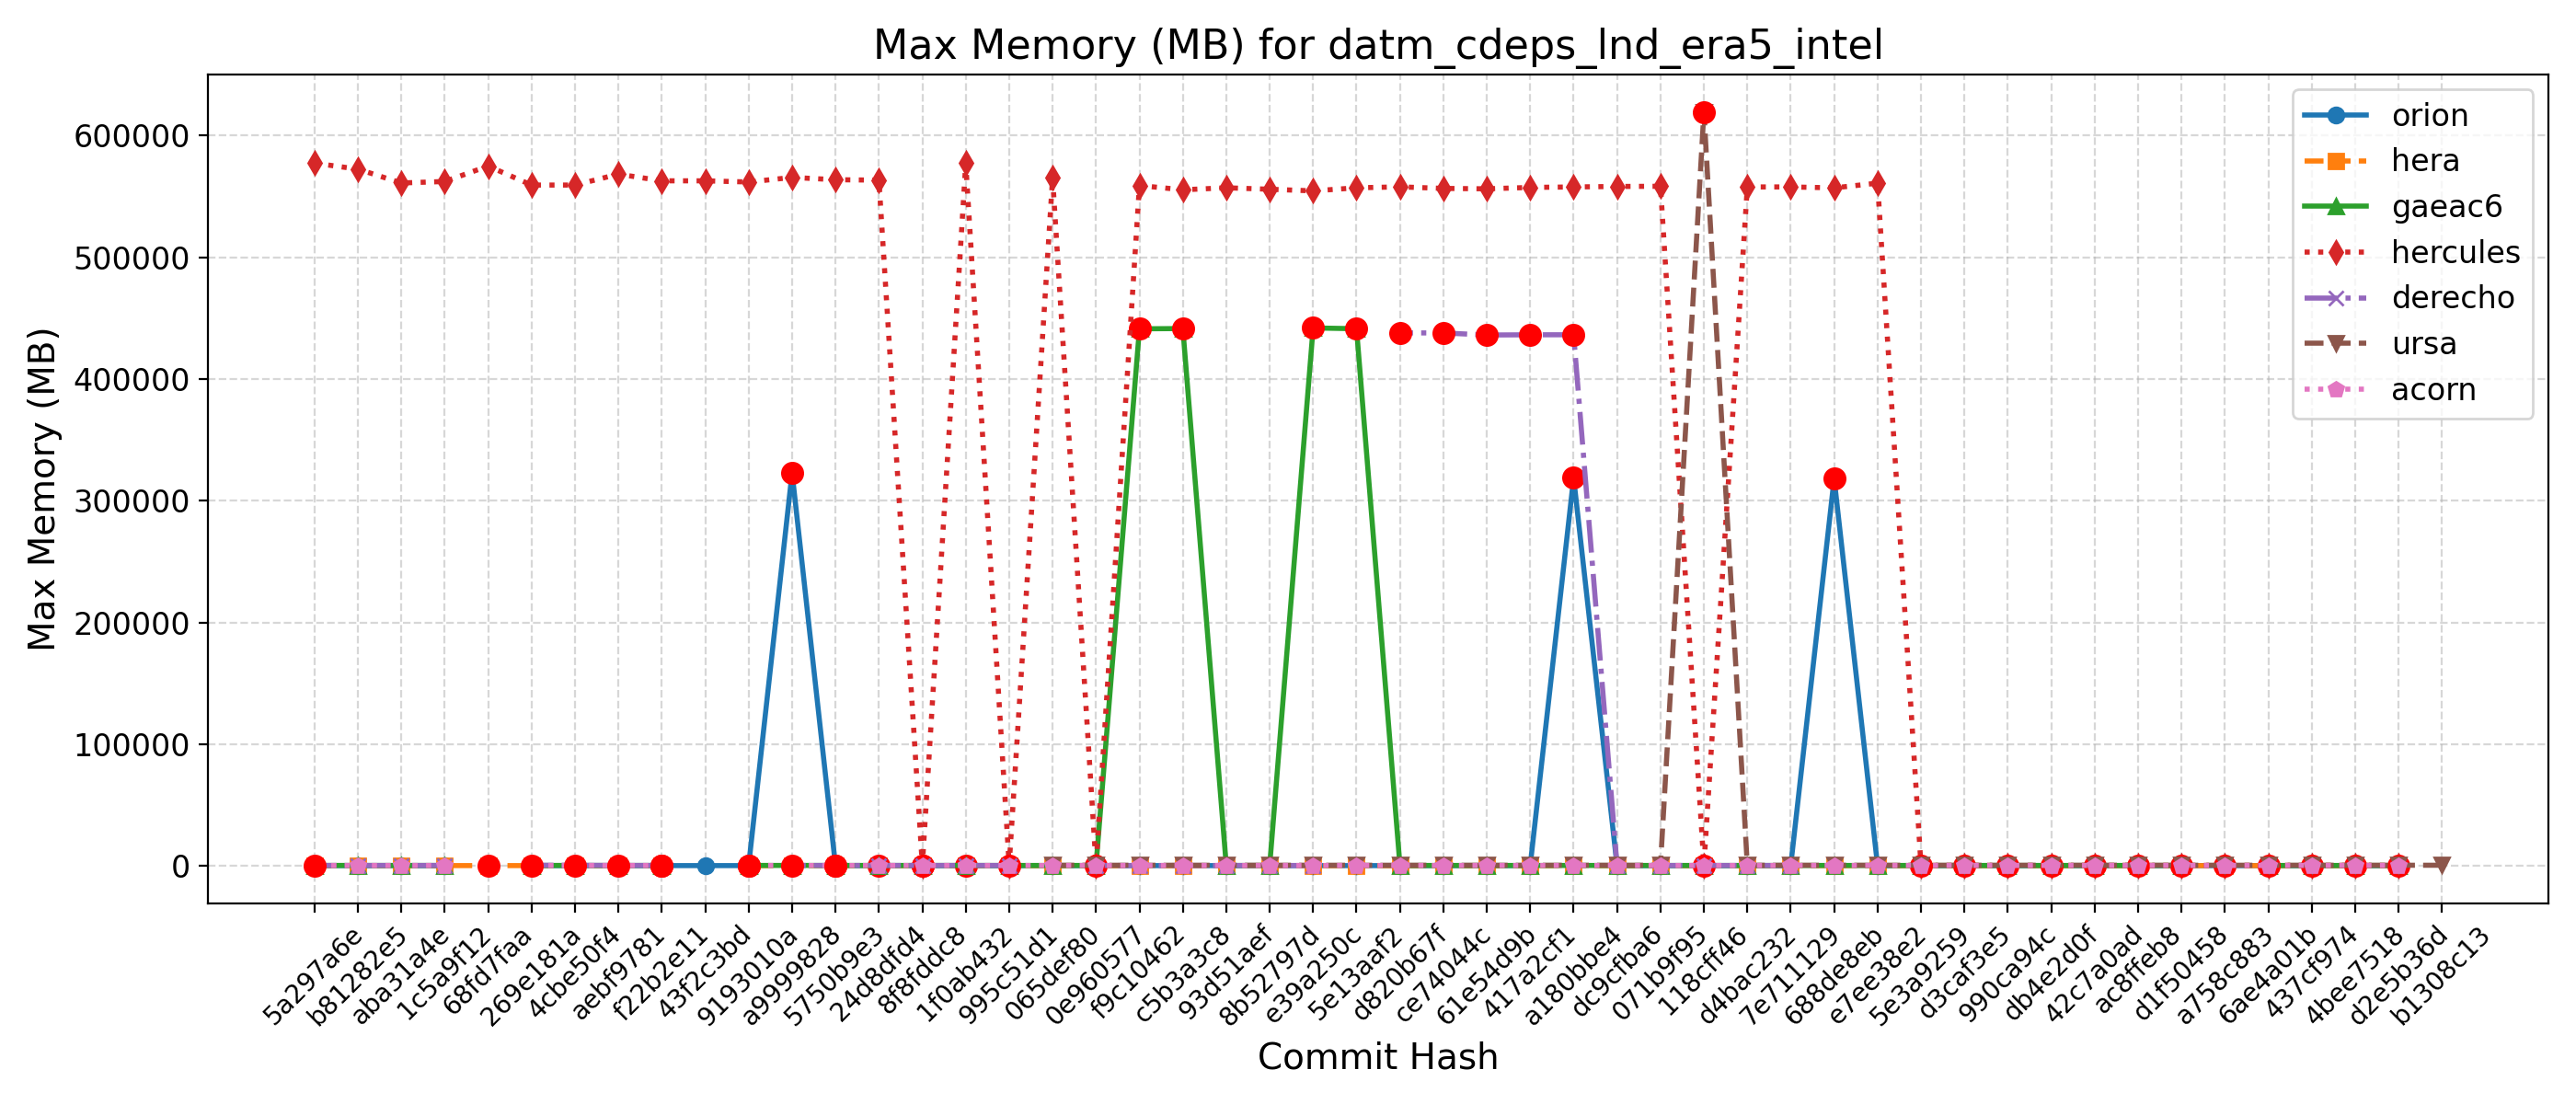 Max Memory (MB) for datm_cdeps_lnd_era5_intel
Max Memory (MB)
600000
500000
400000
300000
200000
100000
0
orion
hera
gaeac6
hercules
derecho
ursa
acorn
5a297a6e
b81282e5
aba31a4e
1c5a9f12
68fd7faa
269e181a
4cbe50f4
aebf9781
f22b2e11
43f2c3bd
9193010a
a9999828
5750b9e3
24d8dfd4
8f8fddc8
1f0ab432
995c51d1
065def80
0e960577
f9c10462
c5b3a3c8
93d51aef
8b52797d
e39a250c
5e13aaf2
d820b67f
ce74044c
61e54d9b
417a2cf1
a180bbe4
dc9cfba6
071b9f95
118cff46
d4bac232
7e711129
688de8eb
e7ee38e2
5e3a9259
d3caf3e5
990ca94c
db4e2d0f
42c7a0ad
ac8ffeb8
d1f50458
a758c883
6ae4a01b
437cf974
4bee7518
d2e5b36d
b1308c13
Commit Hash